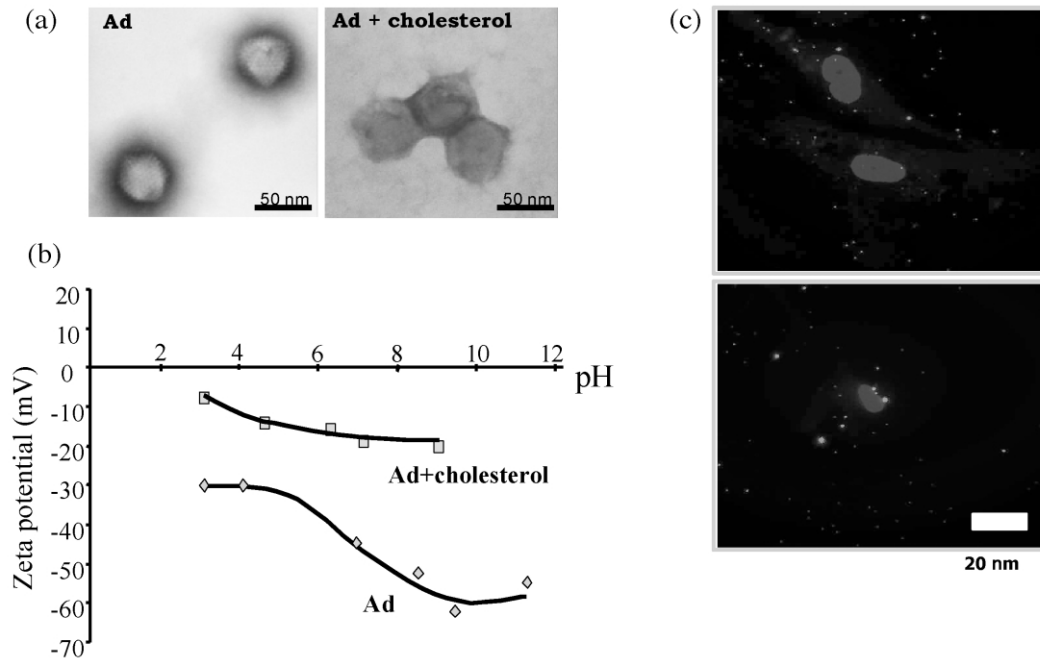 (a)
Ad
50 nm
Ad + cholesterol
50 nm
(b)
Zeta potential (mV)
20
10
0
-10
-20
-30
-40
-50
-60
-70
2
4
6
8
10
12
pH
Ad+cholesterol
Ad
(c)
20 nm